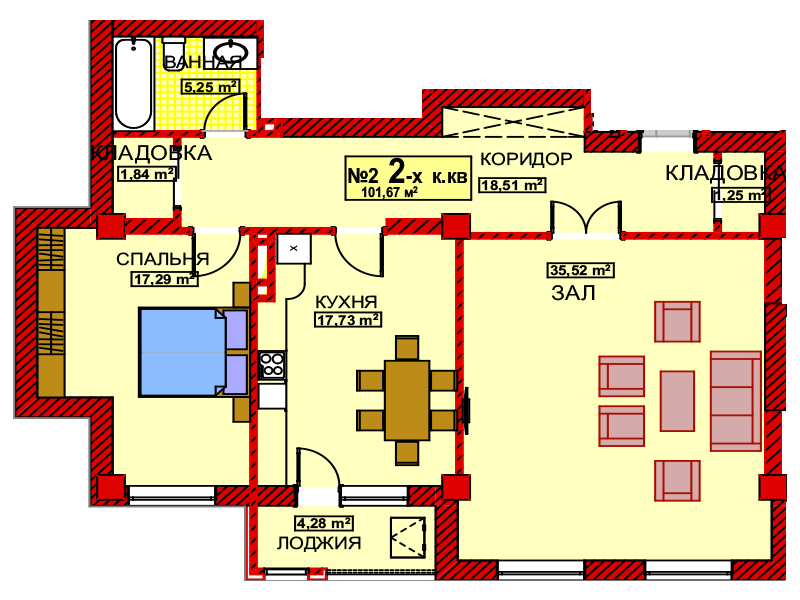 ВАННАЯ
5,25 m²
КЛАДОВКА
1,84 m²
№2 2-х к.кв
101,67 м²
КОРИДОР
18,51 m²
КЛАДОВКА
1,25 m²
СПАЛЬНЯ
17,29 m²
x
КУХНЯ
17,73 m²
35,52 m²
ЗАЛ
4,28 m²
ЛОДЖИЯ